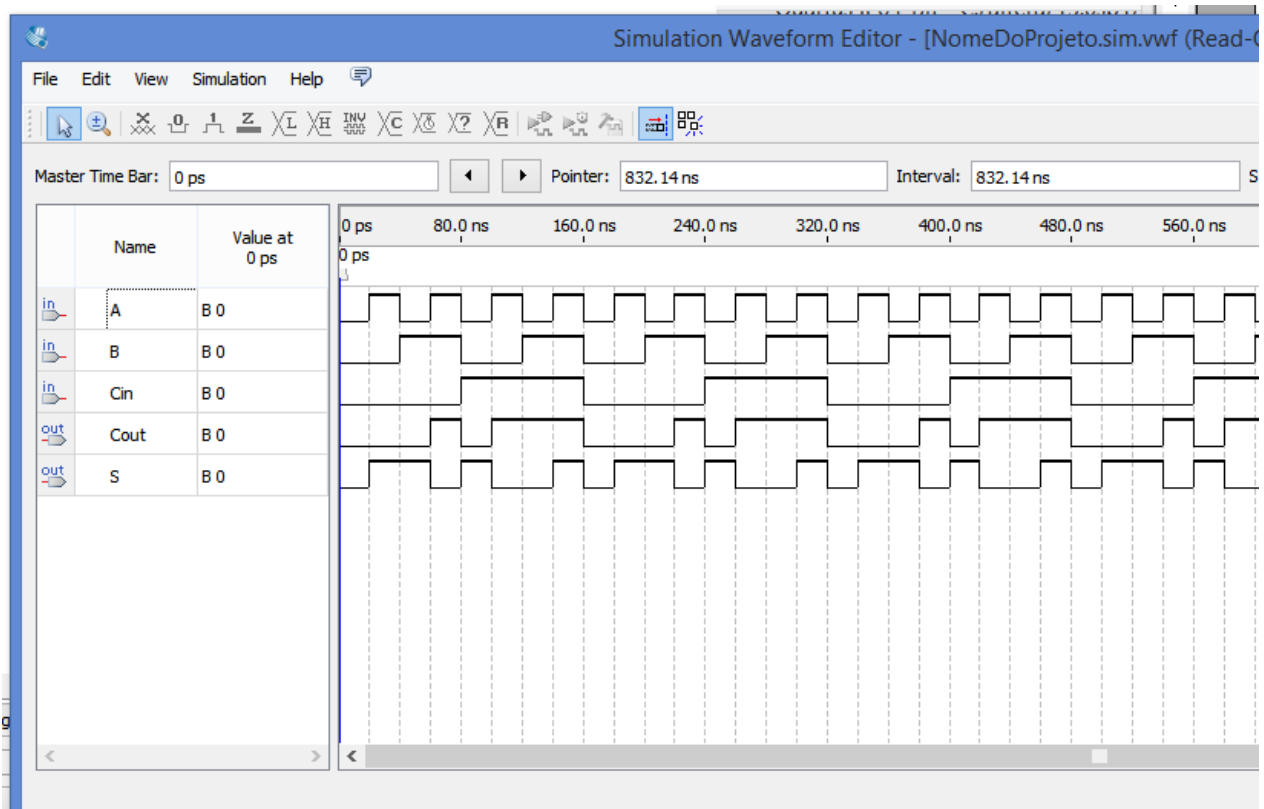 Simulation Waveform Editor - [NomeDoProjeto.sim.vwf (Read-
File Edit View Simulation Help
Master Time Bar: 0 ps Pointer: 832.14 ns Interval: 832.14 ns S
Name Value at 0 ps
0 ps 80.0 ns 160.0 ns 240.0 ns 320.0 ns 400.0 ns 480.0 ns 560.0 ns
0 ps
in A B 0
in B B 0
in Cin B 0
out Cout B 0
out S B 0